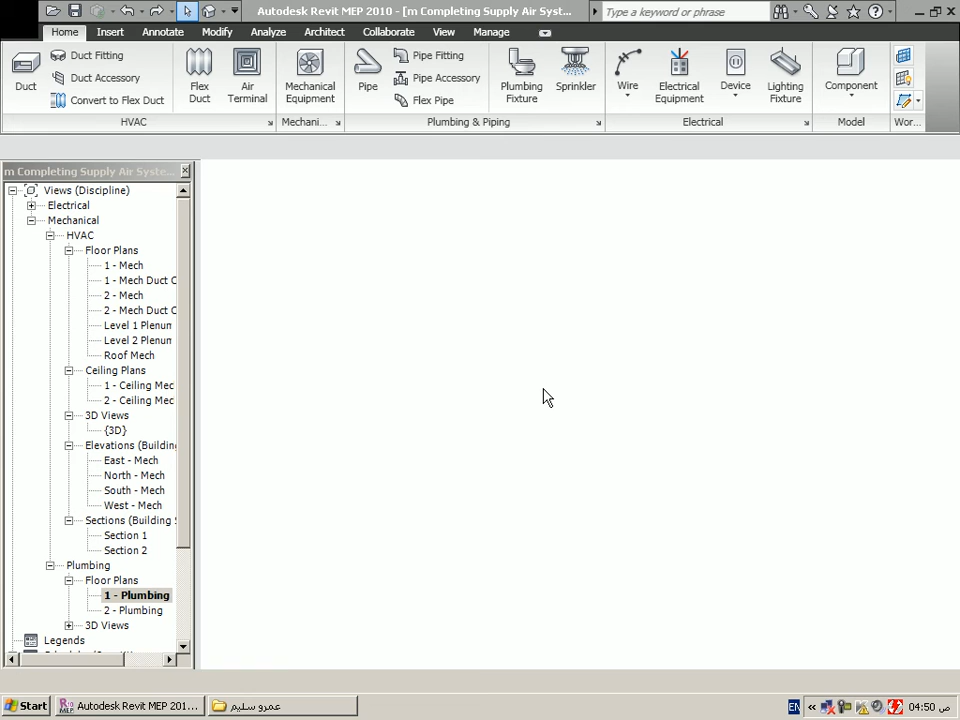 Autodesk Revit MEP 2010 - [m Completing Supply Air Syst...
Type a keyword or phrase
Home Insert Annotate Modify Analyze Architect Collaborate View Manage
Duct
Duct Fitting
Duct Accessory
Convert to Flex Duct
Flex Duct
Air Terminal
HVAC
Mechanical Equipment
Mechani...
Pipe
Pipe Fitting
Pipe Accessory
Flex Pipe
Plumbing Fixture
Sprinkler
Plumbing & Piping
Wire
Electrical Equipment
Device
Lighting Fixture
Electrical
Component
Model
Wor...
m Completing Supply Air Syste...
Views (Discipline)
Electrical
Mechanical
HVAC
Floor Plans
1 - Mech
1 - Mech Duct C
2 - Mech
2 - Mech Duct C
Level 1 Plenum
Level 2 Plenum
Roof Mech
Ceiling Plans
1 - Ceiling Mec
2 - Ceiling Mec
3D Views
{3D}
Elevations (Building
East - Mech
North - Mech
South - Mech
West - Mech
Sections (Building S
Section 1
Section 2
Plumbing
Floor Plans
1 - Plumbing
2 - Plumbing
3D Views
Legends
Start
Autodesk Revit MEP 201...
عمرو سليم
EN
04:50 ص